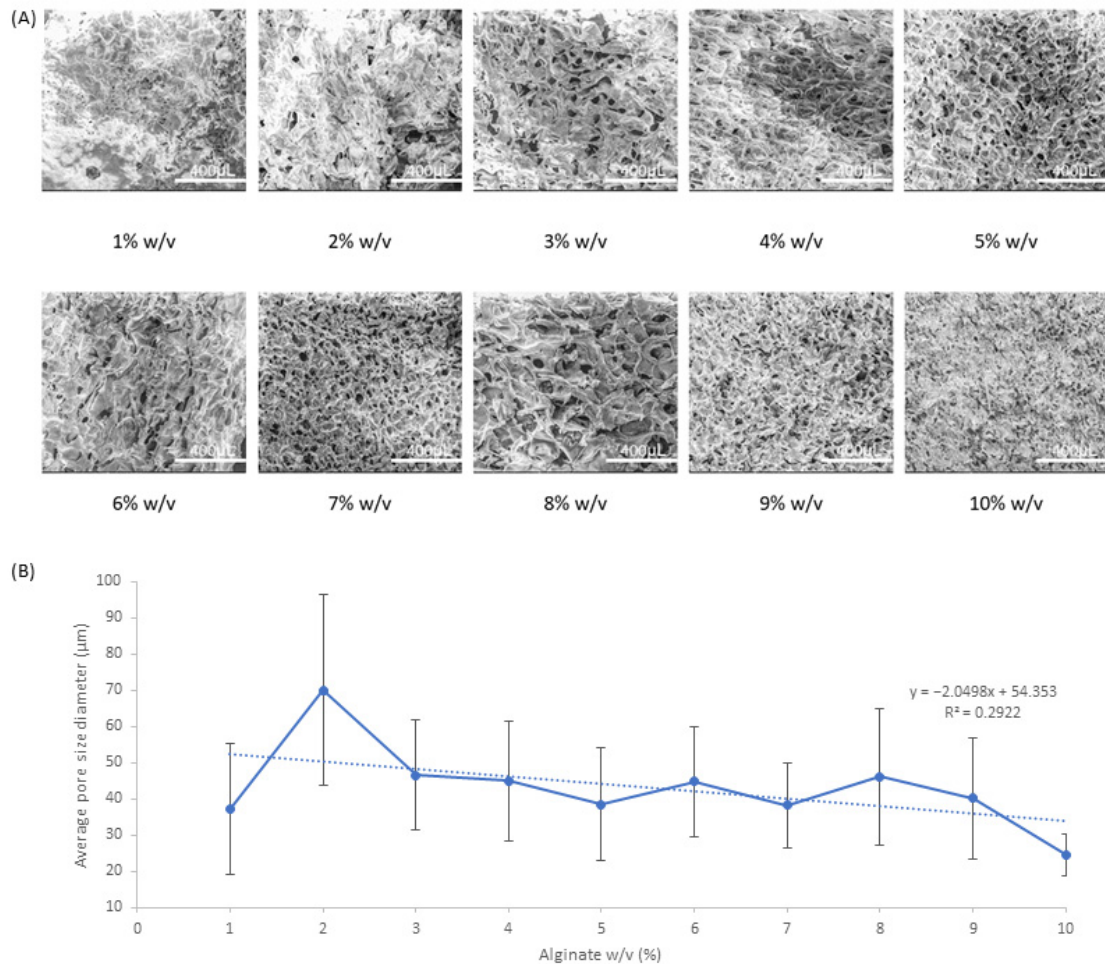 (A)
400µL 400µL 400µL 400µL 400µL
1% w/v 2% w/v 3% w/v 4% w/v 5% w/v
400µL 400µL 400µL 400µL 400µL
6% w/v 7% w/v 8% w/v 9% w/v 10% w/v
(B)
100
90
80
70
60
50
40
30
20
10
Average pore size diameter (µm)
y = −2.0498x + 54.353
R² = 0.2922
0 1 2 3 4 5 6 7 8 9 10
Alginate w/v (%)